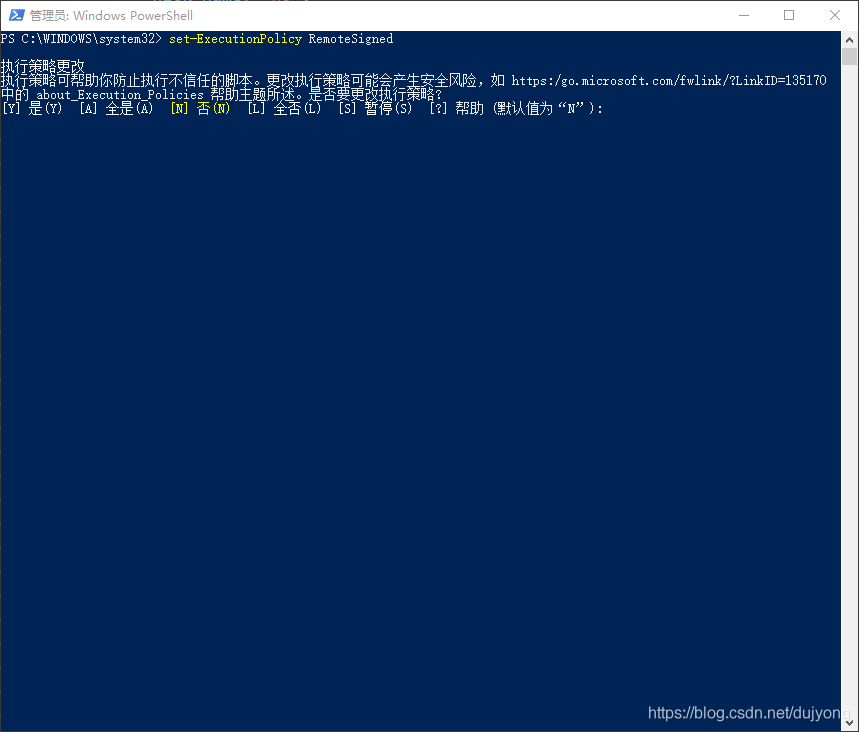 管理员: Windows PowerShell
PS C:\WINDOWS\system32> set-ExecutionPolicy RemoteSigned
执行策略更改
执行策略可帮助你防止执行不信任的脚本。更改执行策略可能会产生安全风险，如 https:/go.microsoft.com/fwlink/?LinkID=135170
中的 about_Execution_Policies 帮助主题所述。是否要更改执行策略?
[Y] 是(Y)  [A] 全是(A)  [N] 否(N)  [L] 全否(L)  [S] 暂停(S)  [?] 帮助 (默认值为“N”):
https://blog.csdn.net/dujyong